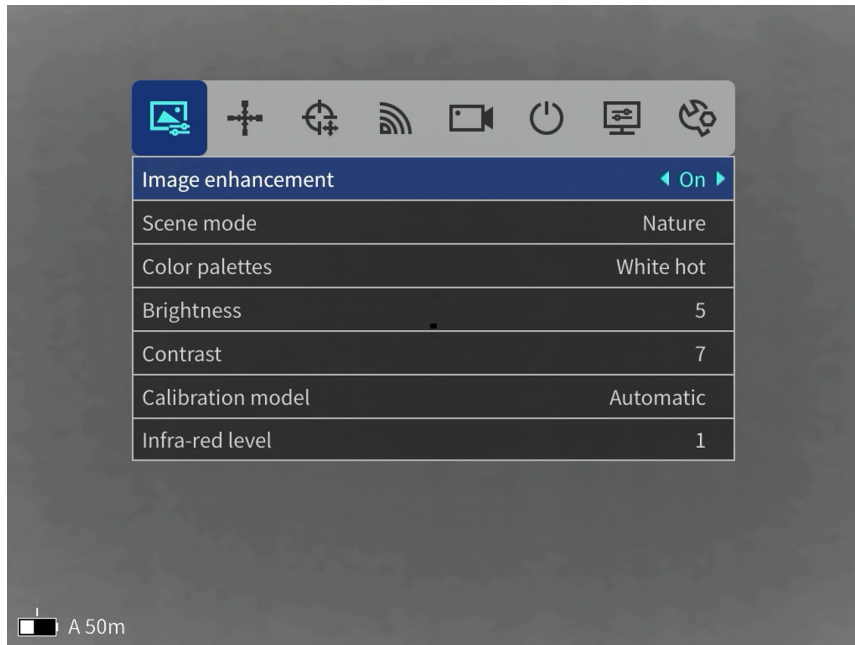 Image enhancement On
Scene mode Nature
Color palettes White hot
Brightness 5
Contrast 7
Calibration model Automatic
Infra-red level 1
A 50m